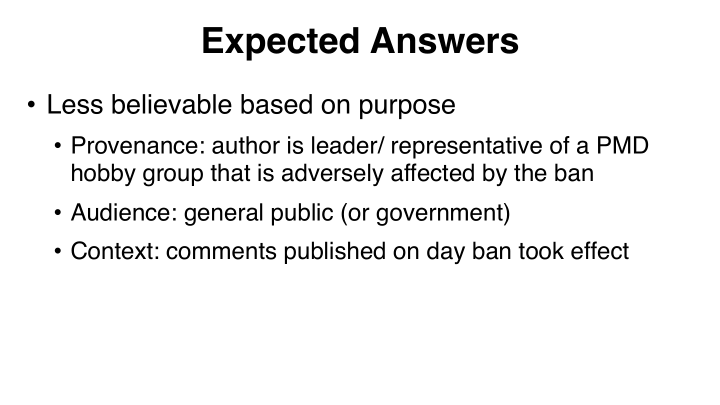 Expected Answers
• Less believable based on purpose
• Provenance: author is leader/ representative of a PMD
hobby group that is adversely affected by the ban
• Audience: general public (or government)
• Context: comments published on day ban took effect